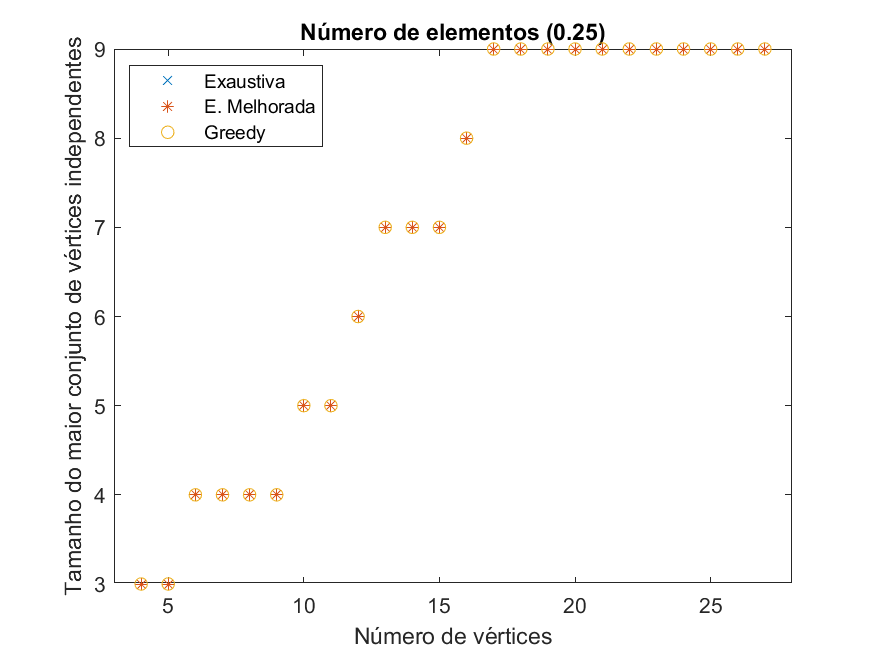 Número de elementos (0.25)
Tamanho do maior conjunto de vértices independentes
9
8
7
6
5
4
3
Exaustiva
E. Melhorada
Greedy
5
10
15
20
25
Número de vértices